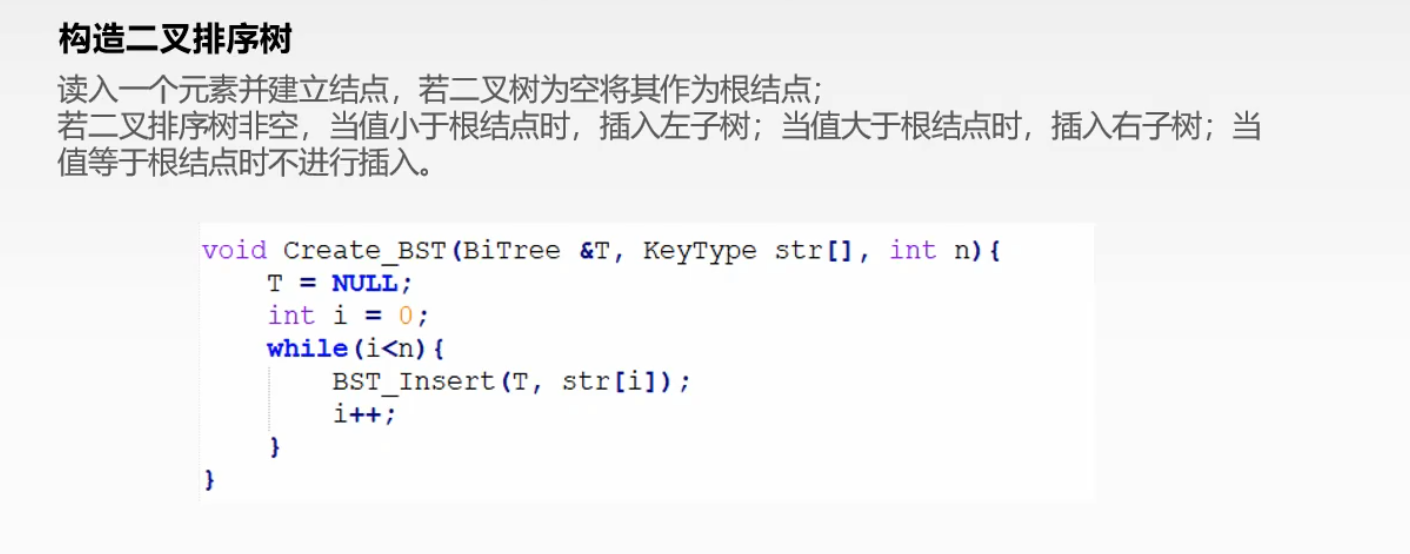 构造二叉排序树
读入一个元素并建立结点，若二叉树为空将其作为根结点；
若二叉排序树非空，当值小于根结点时，插入左子树；当值大于根结点时，插入右子树；当
值等于根结点时不进行插入。
void Create_BST(BiTree &T, KeyType str[], int n){
    T = NULL;
    int i = 0;
    while(i<n){
        BST_Insert(T, str[i]);
        i++;
    }
}